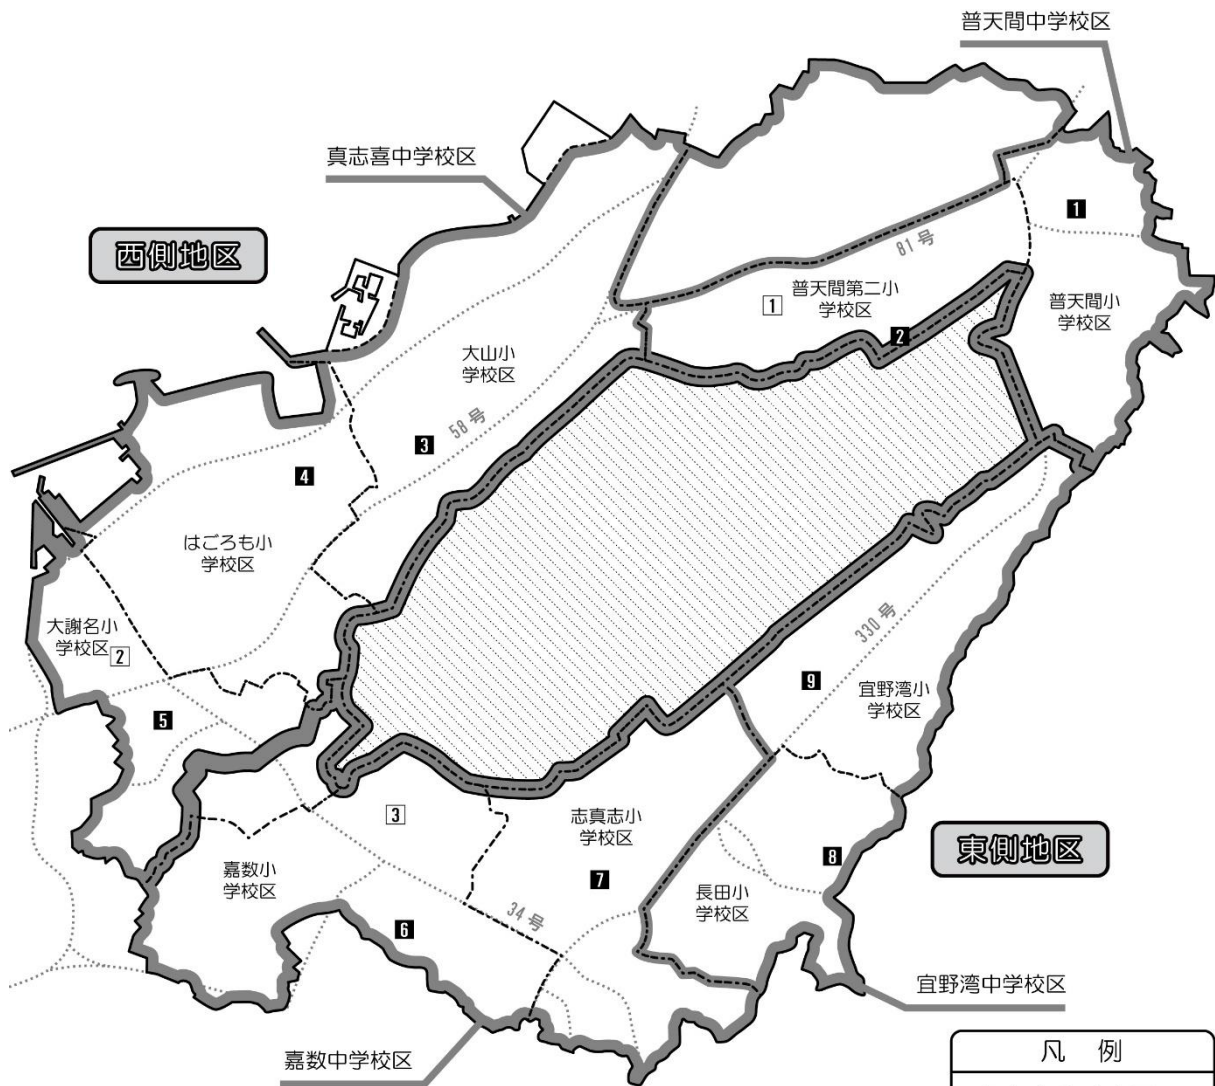 普天間中学校区
真志喜中学校区
西側地区
1
81号
普天間第二小
学校区
1
2
普天間小
学校区
大山小
学校区
58号
3
4
はごろも小
学校区
大謝名小
学校区
2
5
330号
9
宜野湾小
学校区
3
志真志小
学校区
7
8
東側地区
嘉数小
学校区
長田小
学校区
6
34号
宜野湾中学校区
嘉数中学校区
凡例